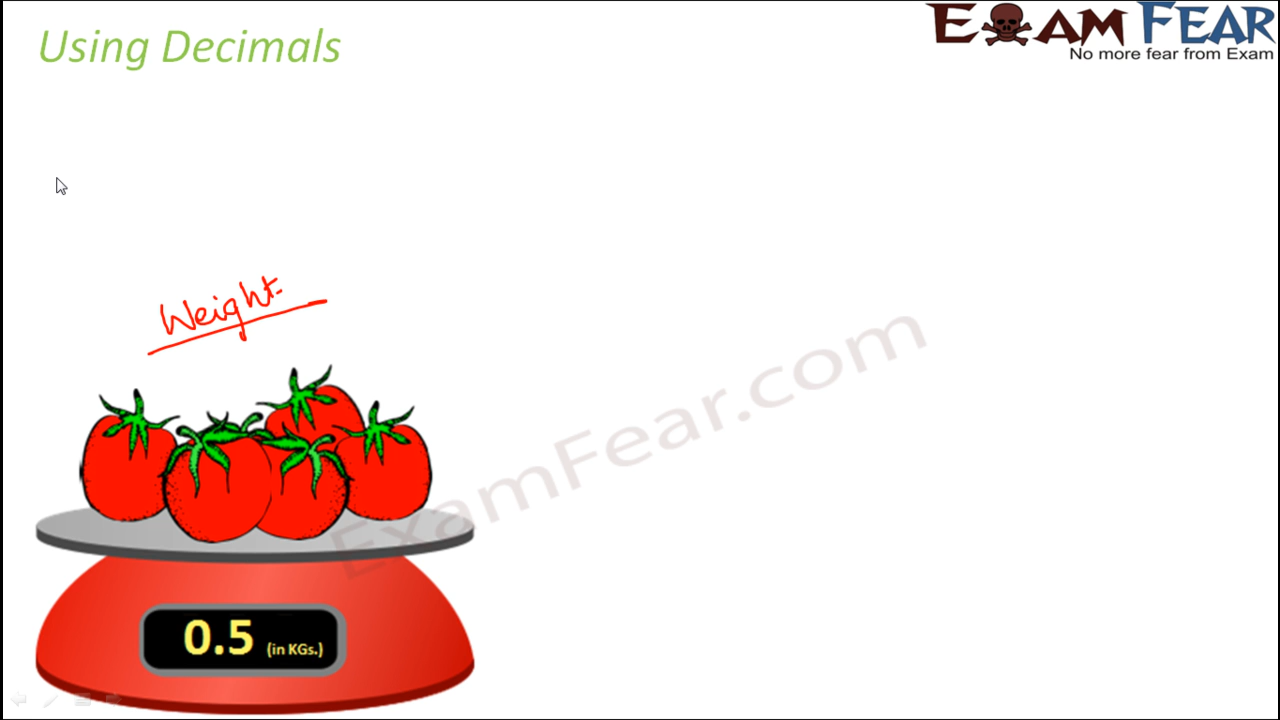 Using Decimals
EXAM FEAR
No more fear from Exam
Weight
ExamFear.com
0.5 (in KGs.)